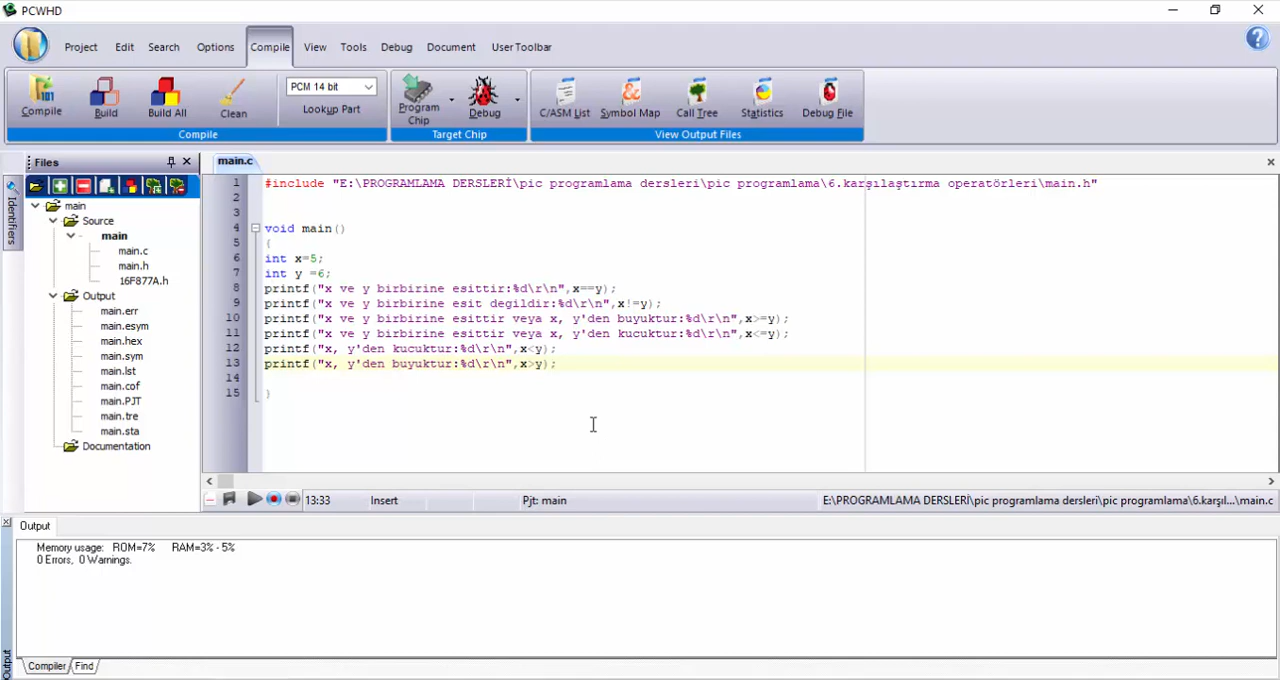 PCWHD
Project Edit Search Options Compile View Tools Debug Document User Toolbar
Compile Build Build All Clean
PCM 14 bit
Lookup Part
Program Chip Debug
C/ASM List Symbol Map Call Tree Statistics Debug File
Compile Target Chip View Output Files
Files
Identifiers
main
Source
main
main.c
main.h
16F877A.h
Output
main.err
main.esym
main.hex
main.sym
main.lst
main.cof
main.PJT
main.tre
main.sta
Documentation
main.c
1 #include "E:\PROGRAMLAMA DERSLERİ\pic programlama dersleri\pic programlama\6.karşılaştırma operatörleri\main.h"
2
3
4 void main()
5 {
6 int x=5;
7 int y =6;
8 printf("x ve y birbirine esittir:%d\r\n",x==y);
9 printf("x ve y birbirine esit degildir:%d\r\n",x!=y);
10 printf("x ve y birbirine esittir veya x, y'den buyuktur:%d\r\n",x>=y);
11 printf("x ve y birbirine esittir veya x, y'den kucuktur:%d\r\n",x<=y);
12 printf("x, y'den kucuktur:%d\r\n",x<y);
13 printf("x, y'den buyuktur:%d\r\n",x>y);
14
15 }
13:33 Insert Pjt: main E:\PROGRAMLAMA DERSLERİ\pic programlama dersleri\pic programlama\6.karşıl...\main.c
Output
Output
Memory usage: ROM=7% RAM=3% - 5%
0 Errors, 0 Warnings.
Compiler Find